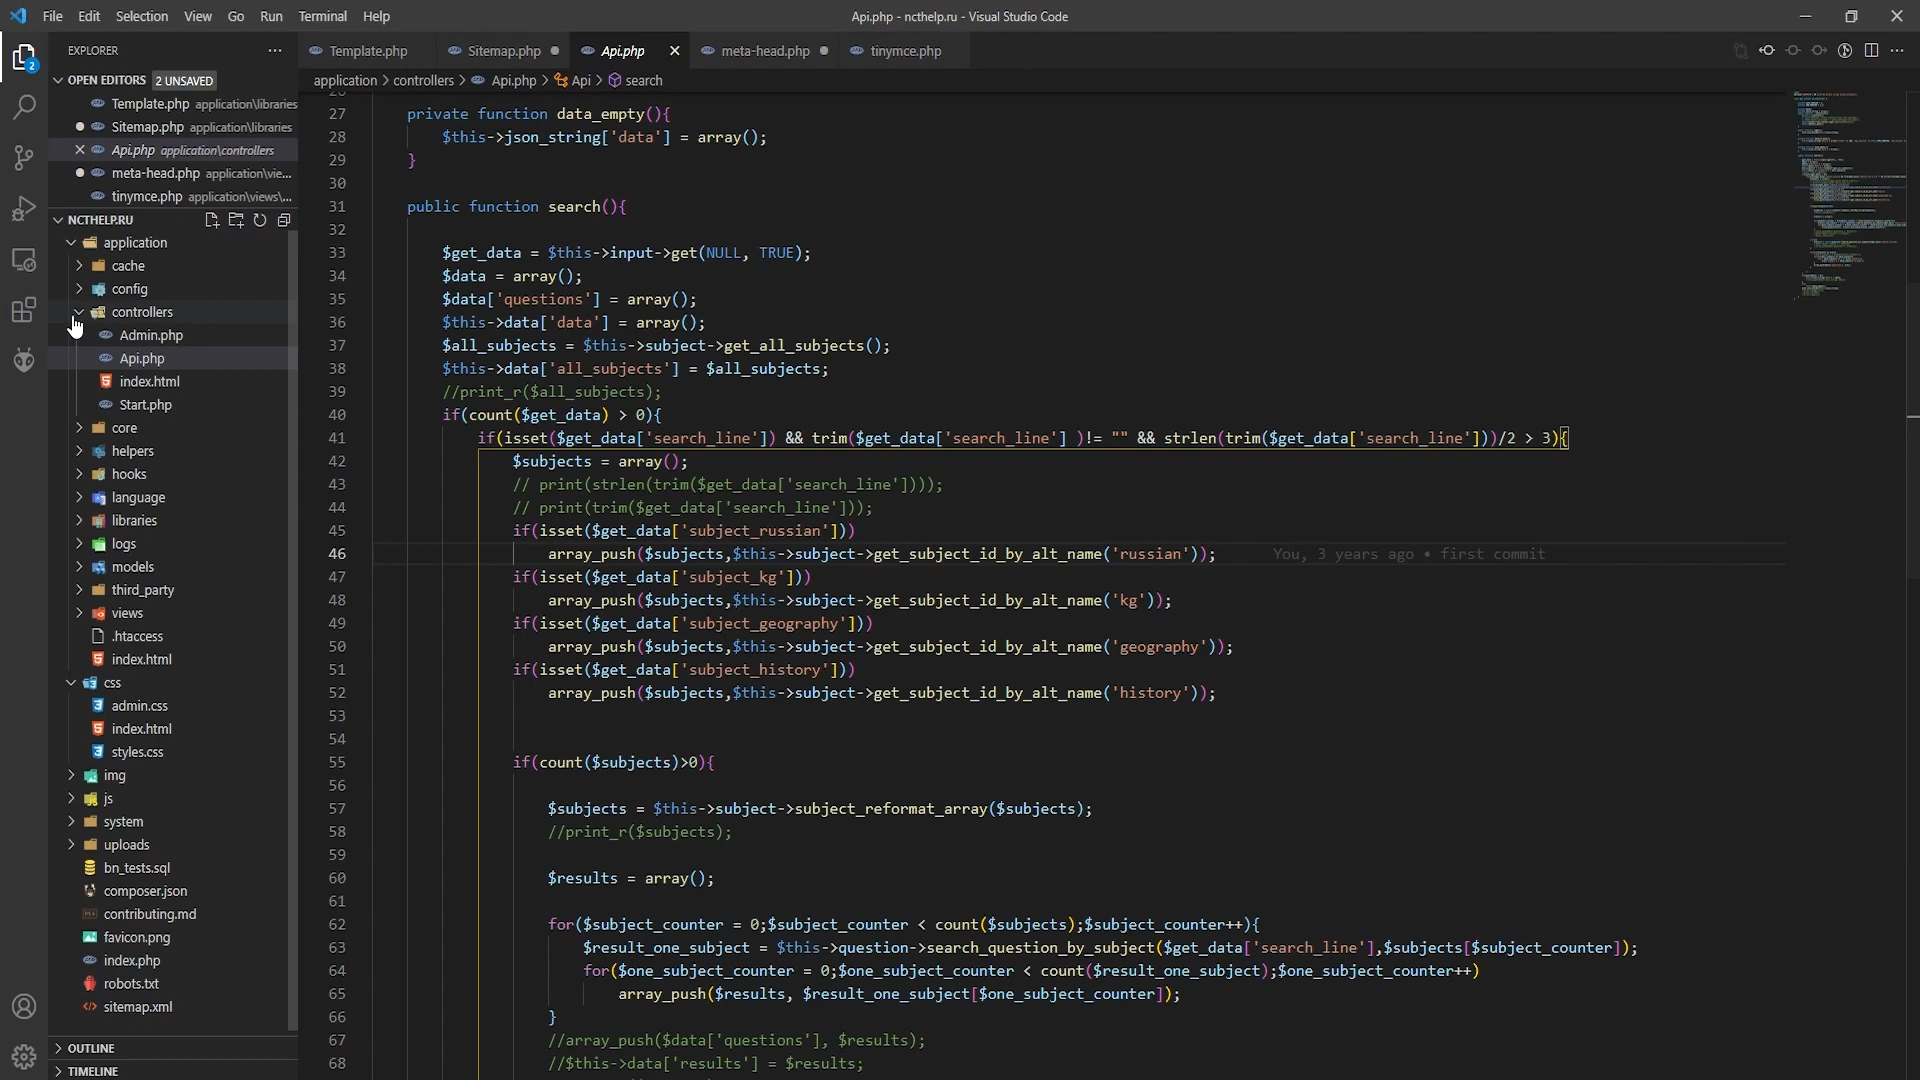 File Edit Selection View Go Run Terminal Help
Api.php - ncthelp.ru - Visual Studio Code
EXPLORER
Template.php
Sitemap.php
Api.php
meta-head.php
tinymce.php
application > controllers > Api.php > Api > search
2
OPEN EDITORS 2 UNSAVED
Template.php application\libraries
Sitemap.php application\libraries
Api.php application\controllers
meta-head.php application\vie...
tinymce.php application\views\...
NCTHELP.RU
application
cache
config
controllers
Admin.php
Api.php
index.html
Start.php
core
helpers
hooks
language
libraries
logs
models
third_party
views
.htaccess
index.html
css
admin.css
index.html
styles.css
img
js
system
uploads
bn_tests.sql
composer.json
contributing.md
favicon.png
index.php
robots.txt
sitemap.xml
OUTLINE
TIMELINE
27 private function data_empty(){
28 $this->json_string['data'] = array();
29 }
30
31 public function search(){
32
33 $get_data = $this->input->get(NULL, TRUE);
34 $data = array();
35 $data['questions'] = array();
36 $this->data['data'] = array();
37 $all_subjects = $this->subject->get_all_subjects();
38 $this->data['all_subjects'] = $all_subjects;
39 //print_r($all_subjects);
40 if(count($get_data) > 0){
41 if(isset($get_data['search_line']) && trim($get_data['search_line'] )!= "" && strlen(trim($get_data['search_line']))/2 > 3){
42 $subjects = array();
43 // print(strlen(trim($get_data['search_line'])));
44 // print(trim($get_data['search_line']));
45 if(isset($get_data['subject_russian']))
46 array_push($subjects,$this->subject->get_subject_id_by_alt_name('russian')); You, 3 years ago • first commit
47 if(isset($get_data['subject_kg']))
48 array_push($subjects,$this->subject->get_subject_id_by_alt_name('kg'));
49 if(isset($get_data['subject_geography']))
50 array_push($subjects,$this->subject->get_subject_id_by_alt_name('geography'));
51 if(isset($get_data['subject_history']))
52 array_push($subjects,$this->subject->get_subject_id_by_alt_name('history'));
53
54
55 if(count($subjects)>0){
56
57 $subjects = $this->subject->subject_reformat_array($subjects);
58 //print_r($subjects);
59
60 $results = array();
61
62 for($subject_counter = 0;$subject_counter < count($subjects);$subject_counter++){
63 $result_one_subject = $this->question->search_question_by_subject($get_data['search_line'],$subjects[$subject_counter]);
64 for($one_subject_counter = 0;$one_subject_counter < count($result_one_subject);$one_subject_counter++)
65 array_push($results, $result_one_subject[$one_subject_counter]);
66 }
67 //array_push($data['questions'], $results);
68 //$this->data['results'] = $results;